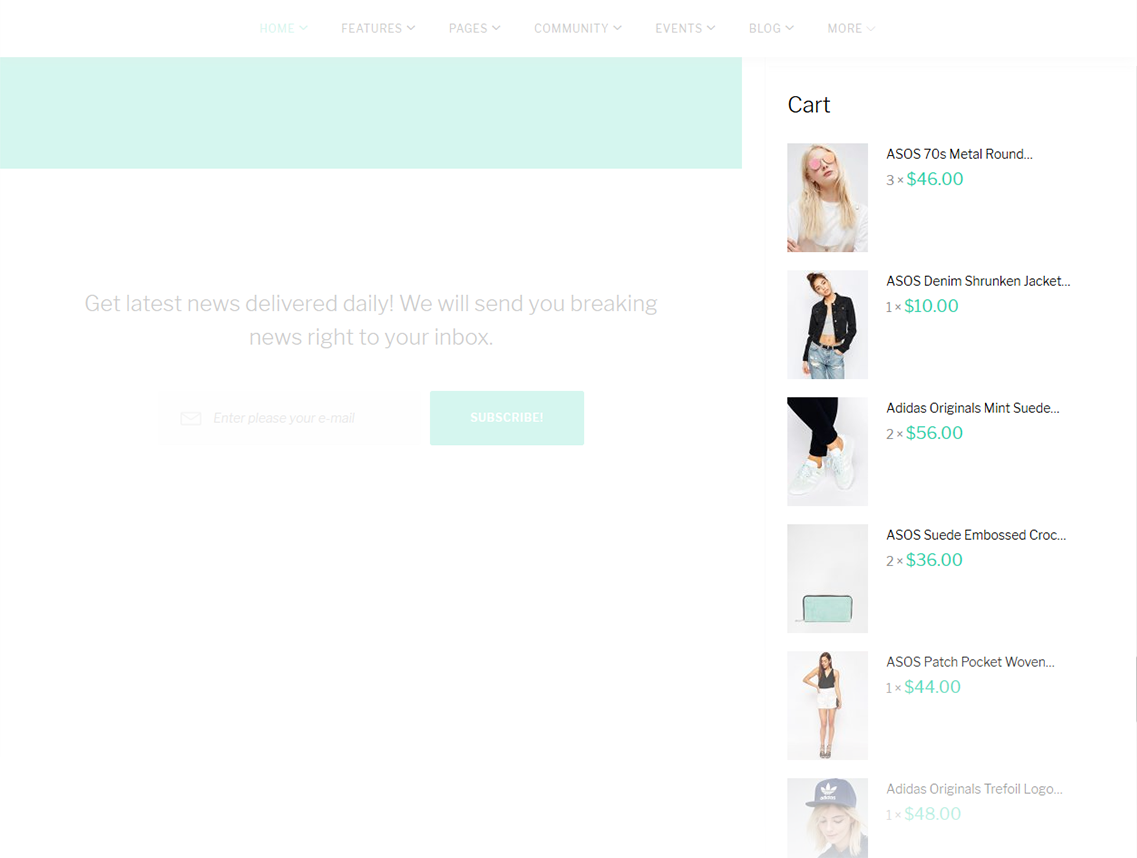 HOME
FEATURES
PAGES
COMMUNITY
EVENTS
BLOG
MORE
Cart
ASOS 70s Metal Round...
3 × $46.00
ASOS Denim Shrunken Jacket...
1 × $10.00
Get latest news delivered daily! We will send you breaking
news right to your inbox.
Enter please your e-mail
SUBSCRIBE!
Adidas Originals Mint Suede...
2 × $56.00
ASOS Suede Embossed Croc...
2 × $36.00
ASOS Patch Pocket Woven...
1 × $44.00
adidas
Adidas Originals Trefoil Logo...
1 × $48.00